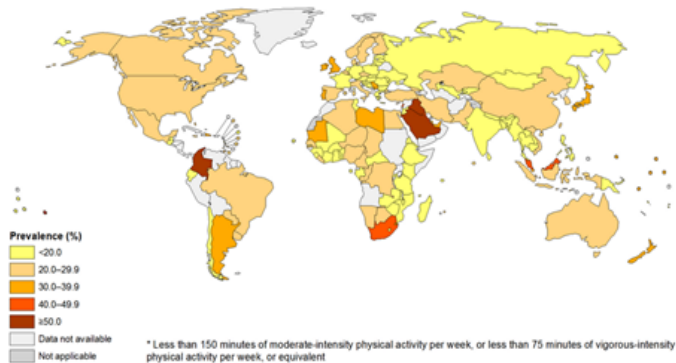 Prevalence (%)
<20.0
20.0–29.9
30.0–39.9
40.0–49.9
≥50.0
Data not available
Not applicable
* Less than 150 minutes of moderate-intensity physical activity per week, or less than 75 minutes of vigorous-intensity
physical activity per week, or equivalent